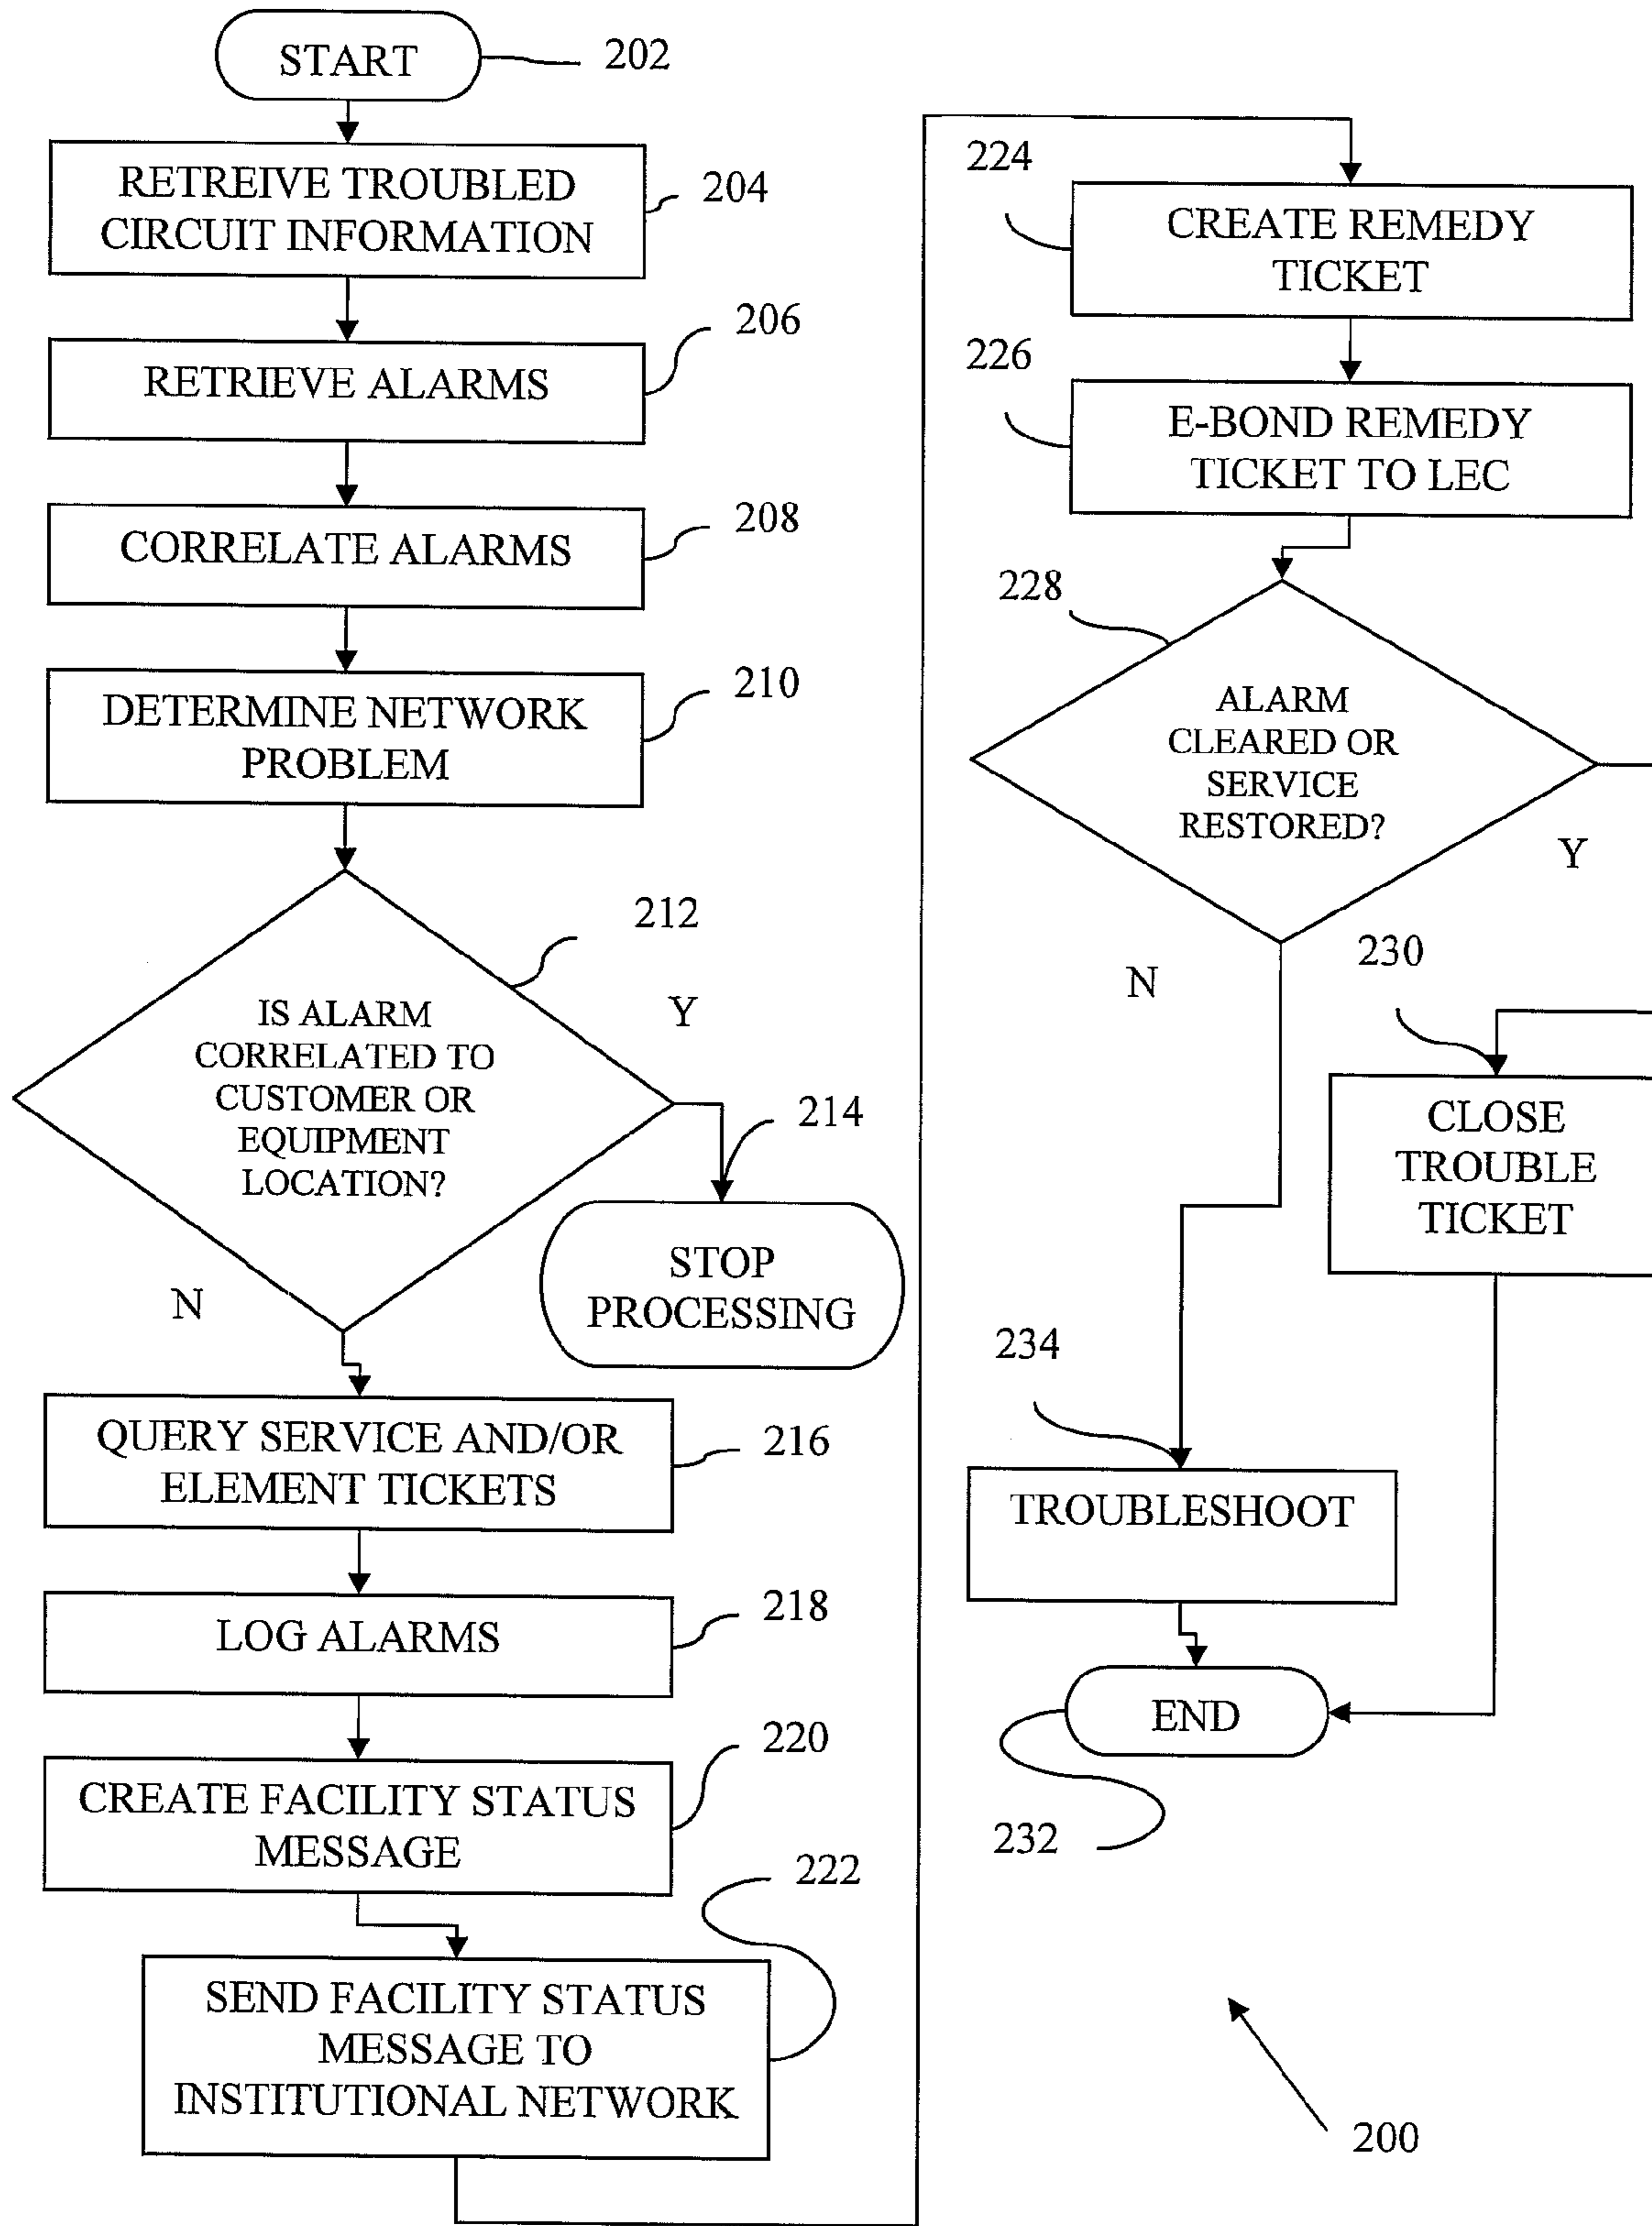 START
202
RETREIVE TROUBLED
CIRCUIT INFORMATION
204
RETRIEVE ALARMS
206
CORRELATE ALARMS
208
DETERMINE NETWORK
PROBLEM
210
IS ALARM
CORRELATED TO
CUSTOMER OR
EQUIPMENT
LOCATION?
212
Y
214
STOP
PROCESSING
N
QUERY SERVICE AND/OR
ELEMENT TICKETS
216
LOG ALARMS
218
CREATE FACILITY STATUS
MESSAGE
220
222
SEND FACILITY STATUS
MESSAGE TO
INSTITUTIONAL NETWORK
224
CREATE REMEDY
TICKET
226
E-BOND REMEDY
TICKET TO LEC
228
ALARM
CLEARED OR
SERVICE
RESTORED?
Y
N
230
CLOSE
TROUBLE
TICKET
234
TROUBLESHOOT
END
232
200